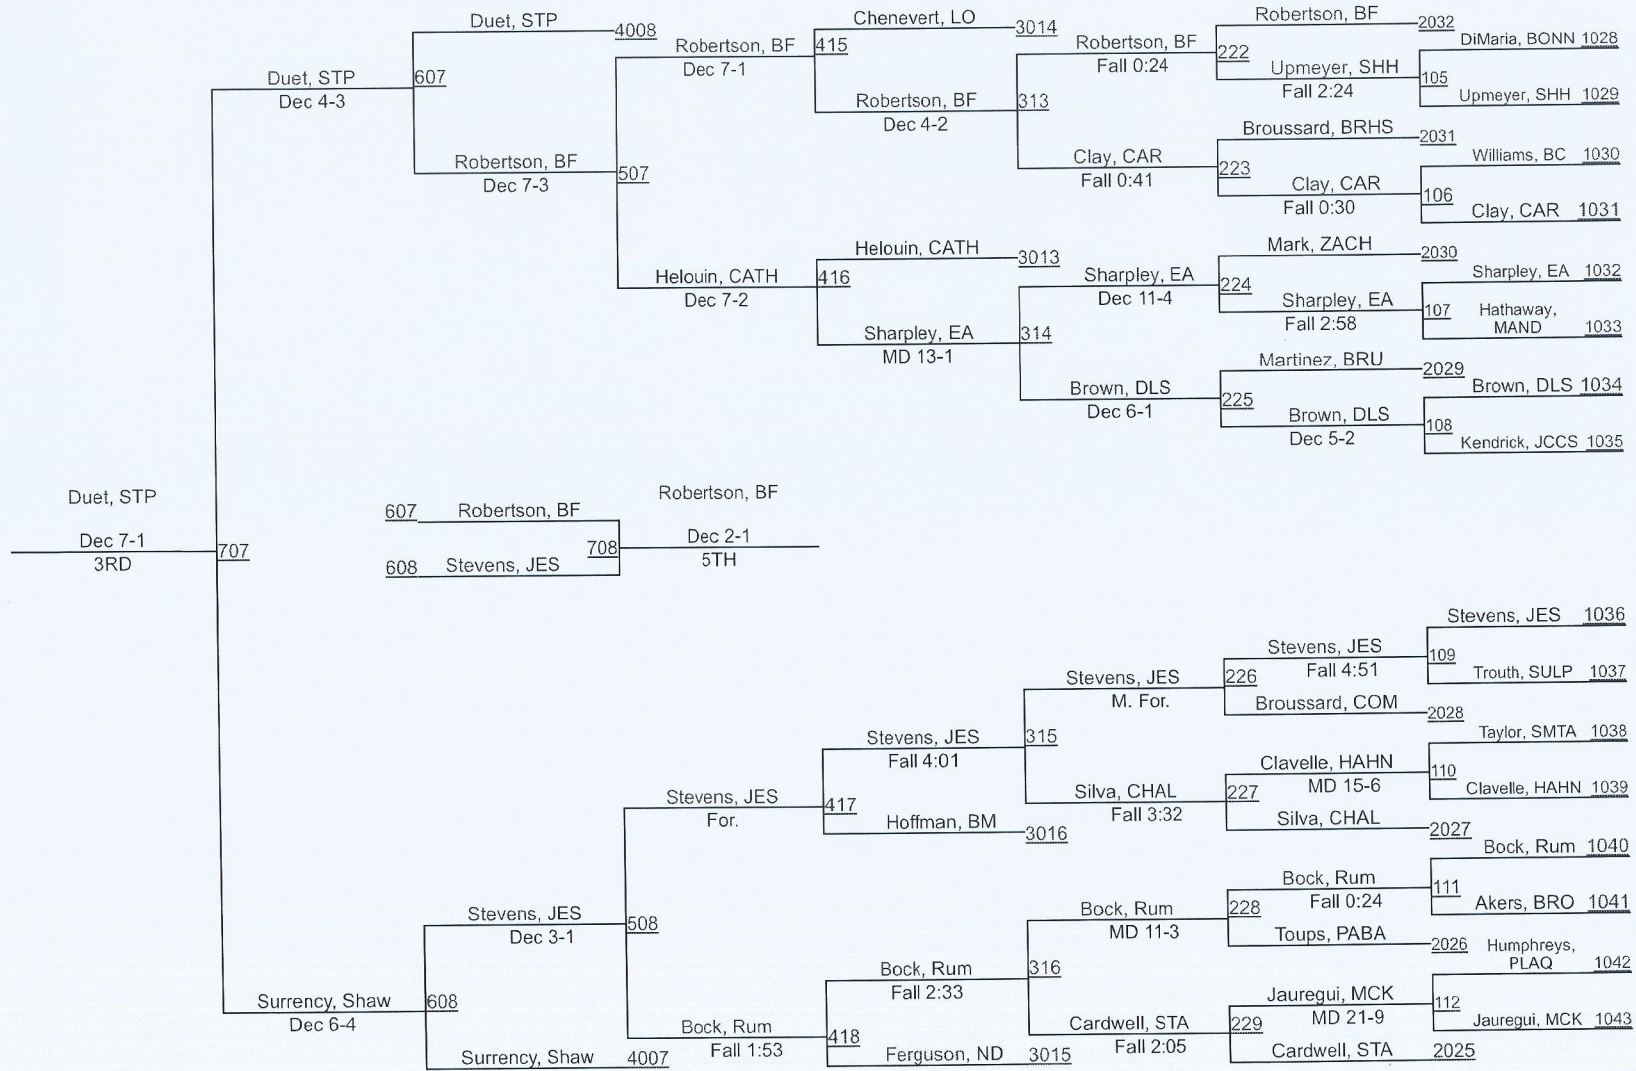 Duet, STP
4008
Duet, STP
607
Dec 4-3
Robertson, BF
507
Dec 7-3
Robertson, BF
415
Dec 7-1
Chenevert, LO
3014
Robertson, BF
313
Dec 4-2
Robertson, BF
222
Fall 0:24
Robertson, BF
2032
Upmeyer, SHH
105
Fall 2:24
DiMaria, BONN 1028
Upmeyer, SHH 1029
Clay, CAR
223
Fall 0:41
Broussard, BRHS
2031
Clay, CAR
106
Fall 0:30
Williams, BC 1030
Clay, CAR 1031
Helouin, CATH
416
Dec 7-2
Helouin, CATH
3013
Sharpley, EA
314
MD 13-1
Sharpley, EA
224
Dec 11-4
Mark, ZACH
2030
Sharpley, EA
107
Fall 2:58
Sharpley, EA 1032
Hathaway,
MAND 1033
Brown, DLS
225
Dec 6-1
Martinez, BRU
2029
Brown, DLS
108
Dec 5-2
Brown, DLS 1034
Kendrick, JCCS 1035
Duet, STP
Dec 7-1
707
3RD
607 Robertson, BF
708
608 Stevens, JES
Robertson, BF
Dec 2-1
5TH
Stevens, JES 1036
Stevens, JES
109
Fall 4:51
Trouth, SULP 1037
Stevens, JES
226
M. For.
Broussard, COM
2028
Stevens, JES
315
Fall 4:01
Taylor, SMTA 1038
Clavelle, HAHN
110
MD 15-6
Clavelle, HAHN 1039
Silva, CHAL
227
Fall 3:32
Silva, CHAL
2027
Stevens, JES
417
For.
Hoffman, BM
3016
Bock, Rum 1040
Bock, Rum
111
Fall 0:24
Akers, BRO 1041
Bock, Rum
228
MD 11-3
Toups, PABA
2026
Stevens, JES
508
Dec 3-1
Bock, Rum
316
Fall 2:33
Humphreys,
PLAQ 1042
Jauregui, MCK
112
MD 21-9
Jauregui, MCK 1043
Cardwell, STA
229
Fall 2:05
Cardwell, STA 2025
Surrency, Shaw
608
Dec 6-4
Bock, Rum
418
Fall 1:53
Ferguson, ND 3015
Surrency, Shaw 4007